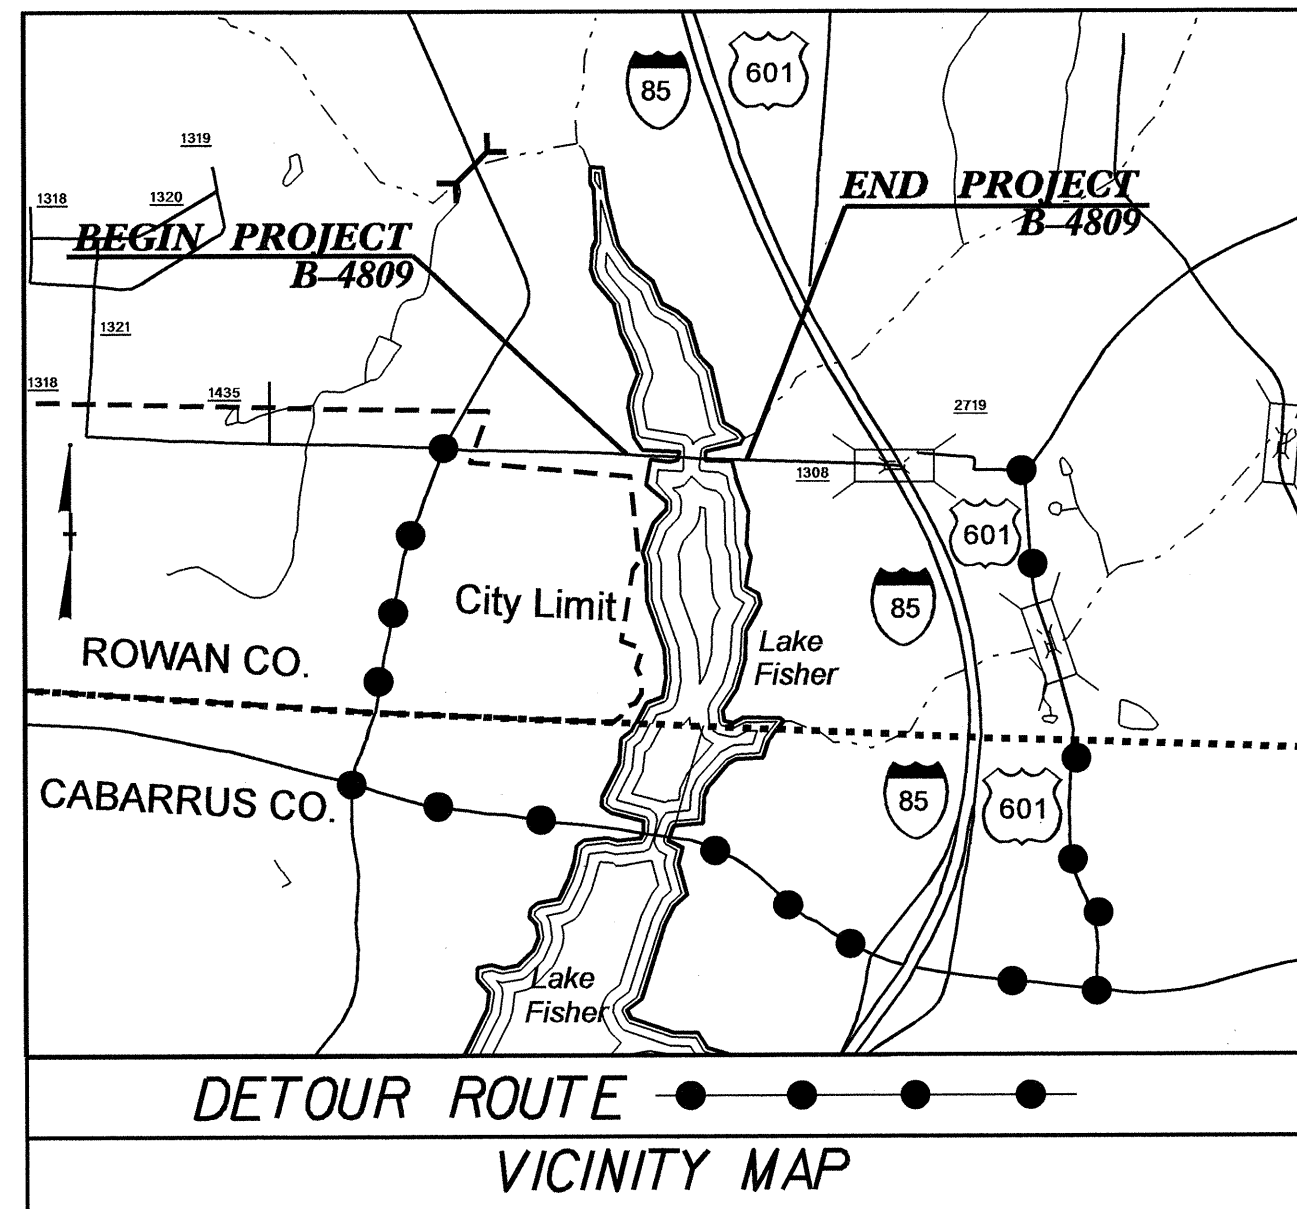 85
601
1319
1318
1320
END PROJECT
B-4809
BEGIN PROJECT
B-4809
1321
1318
1435
2719
1308
601
City Limit
85
Lake
Fisher
ROWAN CO.
CABARRUS CO.
85
601
Lake
Fisher
DETOUR ROUTE
VICINITY MAP